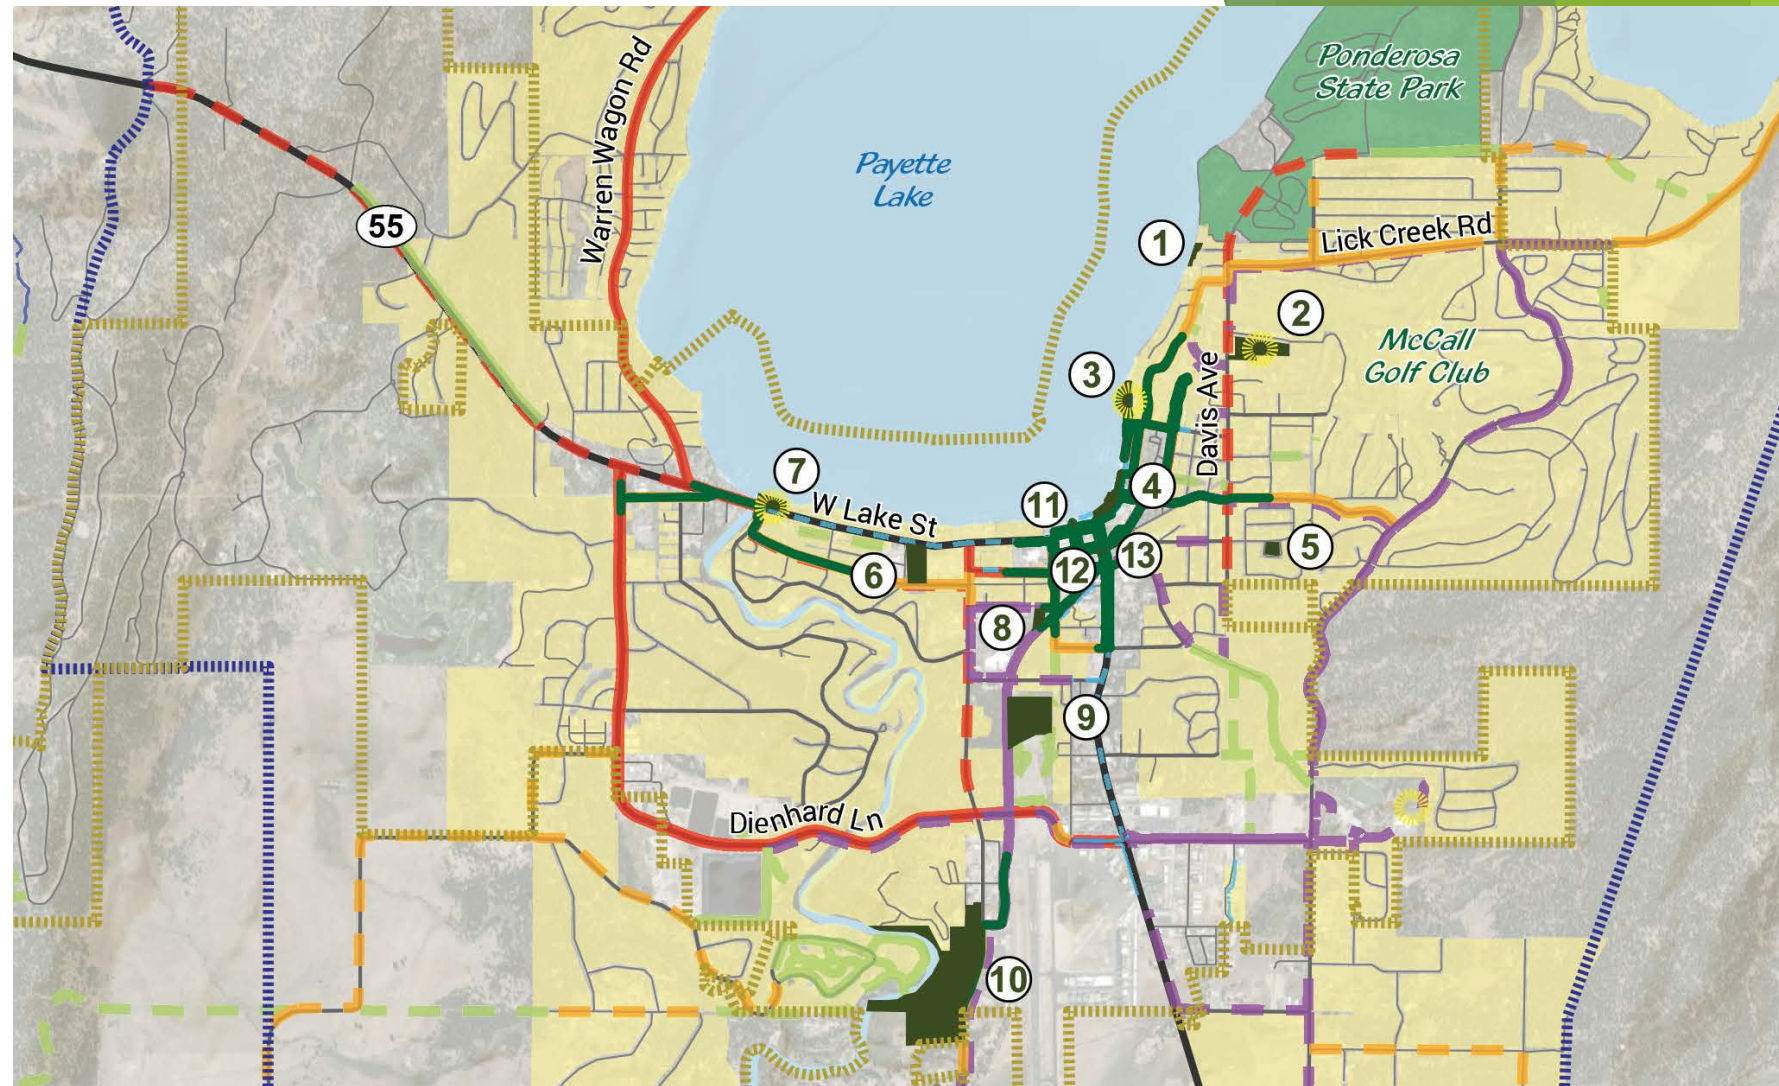 Ponderosa
State Park
Warren Wagon Rd
Payette
Lake
55
1
Lick Creek Rd
2
McCall
Golf Club
3
Davis Ave
7
W Lake St
11
4
5
6
12
13
8
9
Dienhard Ln
10